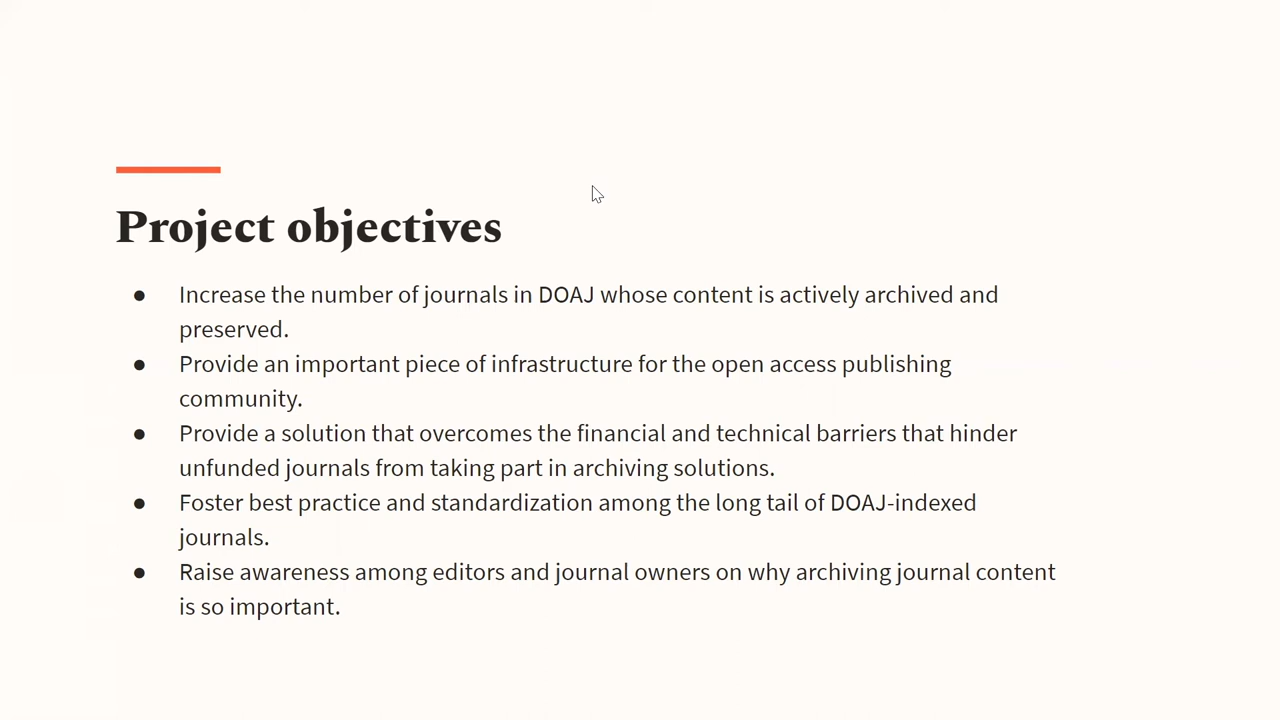 Project objectives
● Increase the number of journals in DOAJ whose content is actively archived and
preserved.
● Provide an important piece of infrastructure for the open access publishing
community.
● Provide a solution that overcomes the financial and technical barriers that hinder
unfunded journals from taking part in archiving solutions.
● Foster best practice and standardization among the long tail of DOAJ-indexed
journals.
● Raise awareness among editors and journal owners on why archiving journal content
is so important.